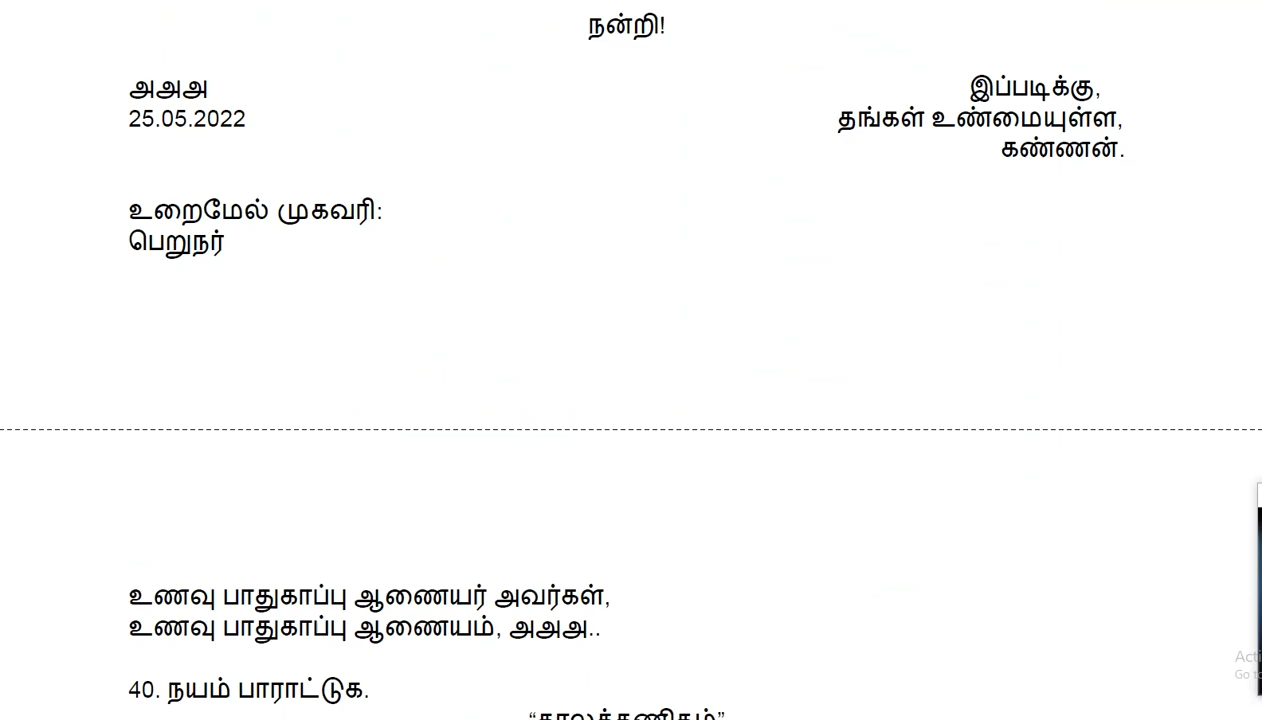 நன்றி!
அஅஅ இப்படிக்கு,
25.05.2022 தங்கள் உண்மையுள்ள,
கண்ணன்.
உறைமேல் முகவரி:
பெறுநர்
உணவு பாதுகாப்பு ஆணையர் அவர்கள்,
உணவு பாதுகாப்பு ஆணையம், அஅஅ..
40. நயம் பாராட்டுக.